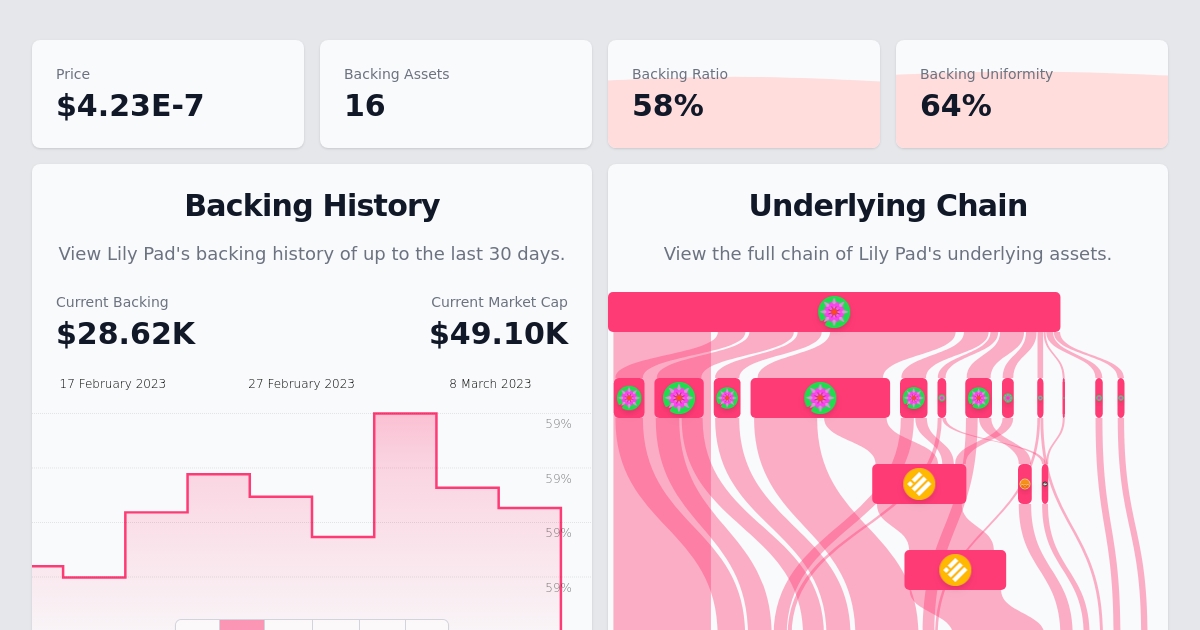 Price
$4.23E-7
Backing Assets
16
Backing Ratio
58%
Backing Uniformity
64%
Backing History
View Lily Pad's backing history of up to the last 30 days.
Current Backing
$28.62K
Current Market Cap
$49.10K
17 February 2023
27 February 2023
8 March 2023
59%
59%
59%
59%
Underlying Chain
View the full chain of Lily Pad's underlying assets.